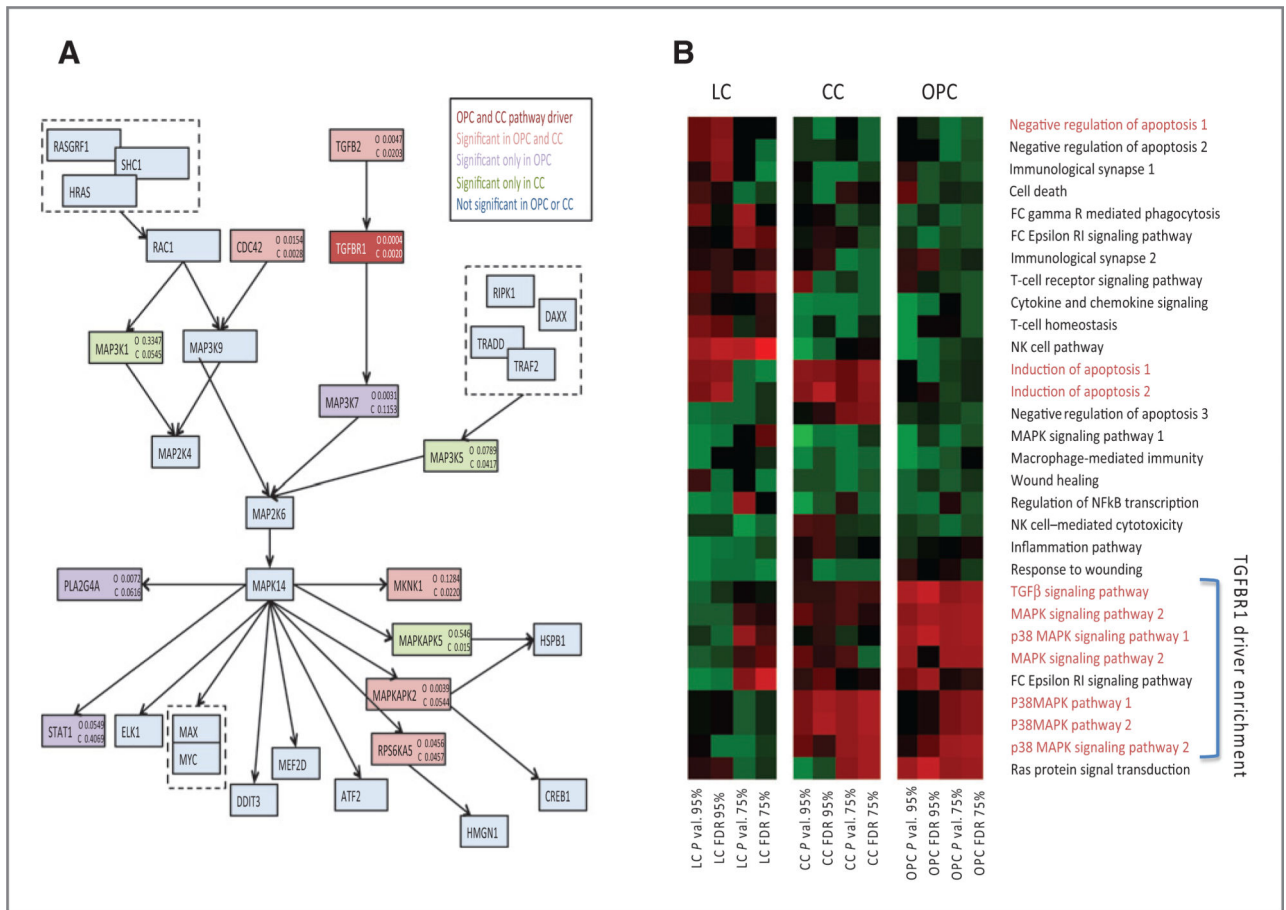 A
OPC and CC pathway driver
Significant in OPC and CC
Significant only in OPC
Significant only in CC
Not significant in OPC or CC
RASGRF1
SHC1
HRAS
TGFB2 O 0.0047
C 0.0203
RAC1
CDC42 O 0.0154
C 0.0028
TGFBR1 O 0.0004
C 0.0020
RIPK1
DAXX
TRADD
TRAF2
MAP3K1 O 0.3347
C 0.0545
MAP3K9
MAP3K7 O 0.0031
C 0.1153
MAP2K4
MAP3K5 O 0.0789
C 0.0417
MAP2K6
PLA2G4A O 0.0072
C 0.0616
MAPK14
MKNK1 O 0.1284
C 0.0220
MAPKAPK5 O 0.546
C 0.015
HSPB1
MAPKAPK2 O 0.0039
C 0.0544
STAT1 O 0.0549
C 0.4069
ELK1
MAX
MYC
RPS6KA5 O 0.0456
C 0.0457
MEF2D
DDIT3
ATF2
CREB1
HMGN1
B
LC CC OPC
Negative regulation of apoptosis 1
Negative regulation of apoptosis 2
Immunological synapse 1
Cell death
FC gamma R mediated phagocytosis
FC Epsilon RI signaling pathway
Immunological synapse 2
T-cell receptor signaling pathway
Cytokine and chemokine signaling
T-cell homeostasis
NK cell pathway
Induction of apoptosis 1
Induction of apoptosis 2
Negative regulation of apoptosis 3
MAPK signaling pathway 1
Macrophage-mediated immunity
Wound healing
Regulation of NFkB transcription
NK cell–mediated cytotoxicity
Inflammation pathway
Response to wounding
TGFβ signaling pathway
MAPK signaling pathway 2
p38 MAPK signaling pathway 1
MAPK signaling pathway 2
FC Epsilon RI signaling pathway
P38MAPK pathway 1
P38MAPK pathway 2
p38 MAPK signaling pathway 2
Ras protein signal transduction
TGFBR1 driver enrichment
LC P val. 95%
LC FDR 95%
LC P val. 75%
LC FDR 75%
CC P val. 95%
CC FDR 95%
CC P val. 75%
CC FDR 75%
OPC P val. 95%
OPC FDR 95%
OPC P val. 75%
OPC FDR 75%